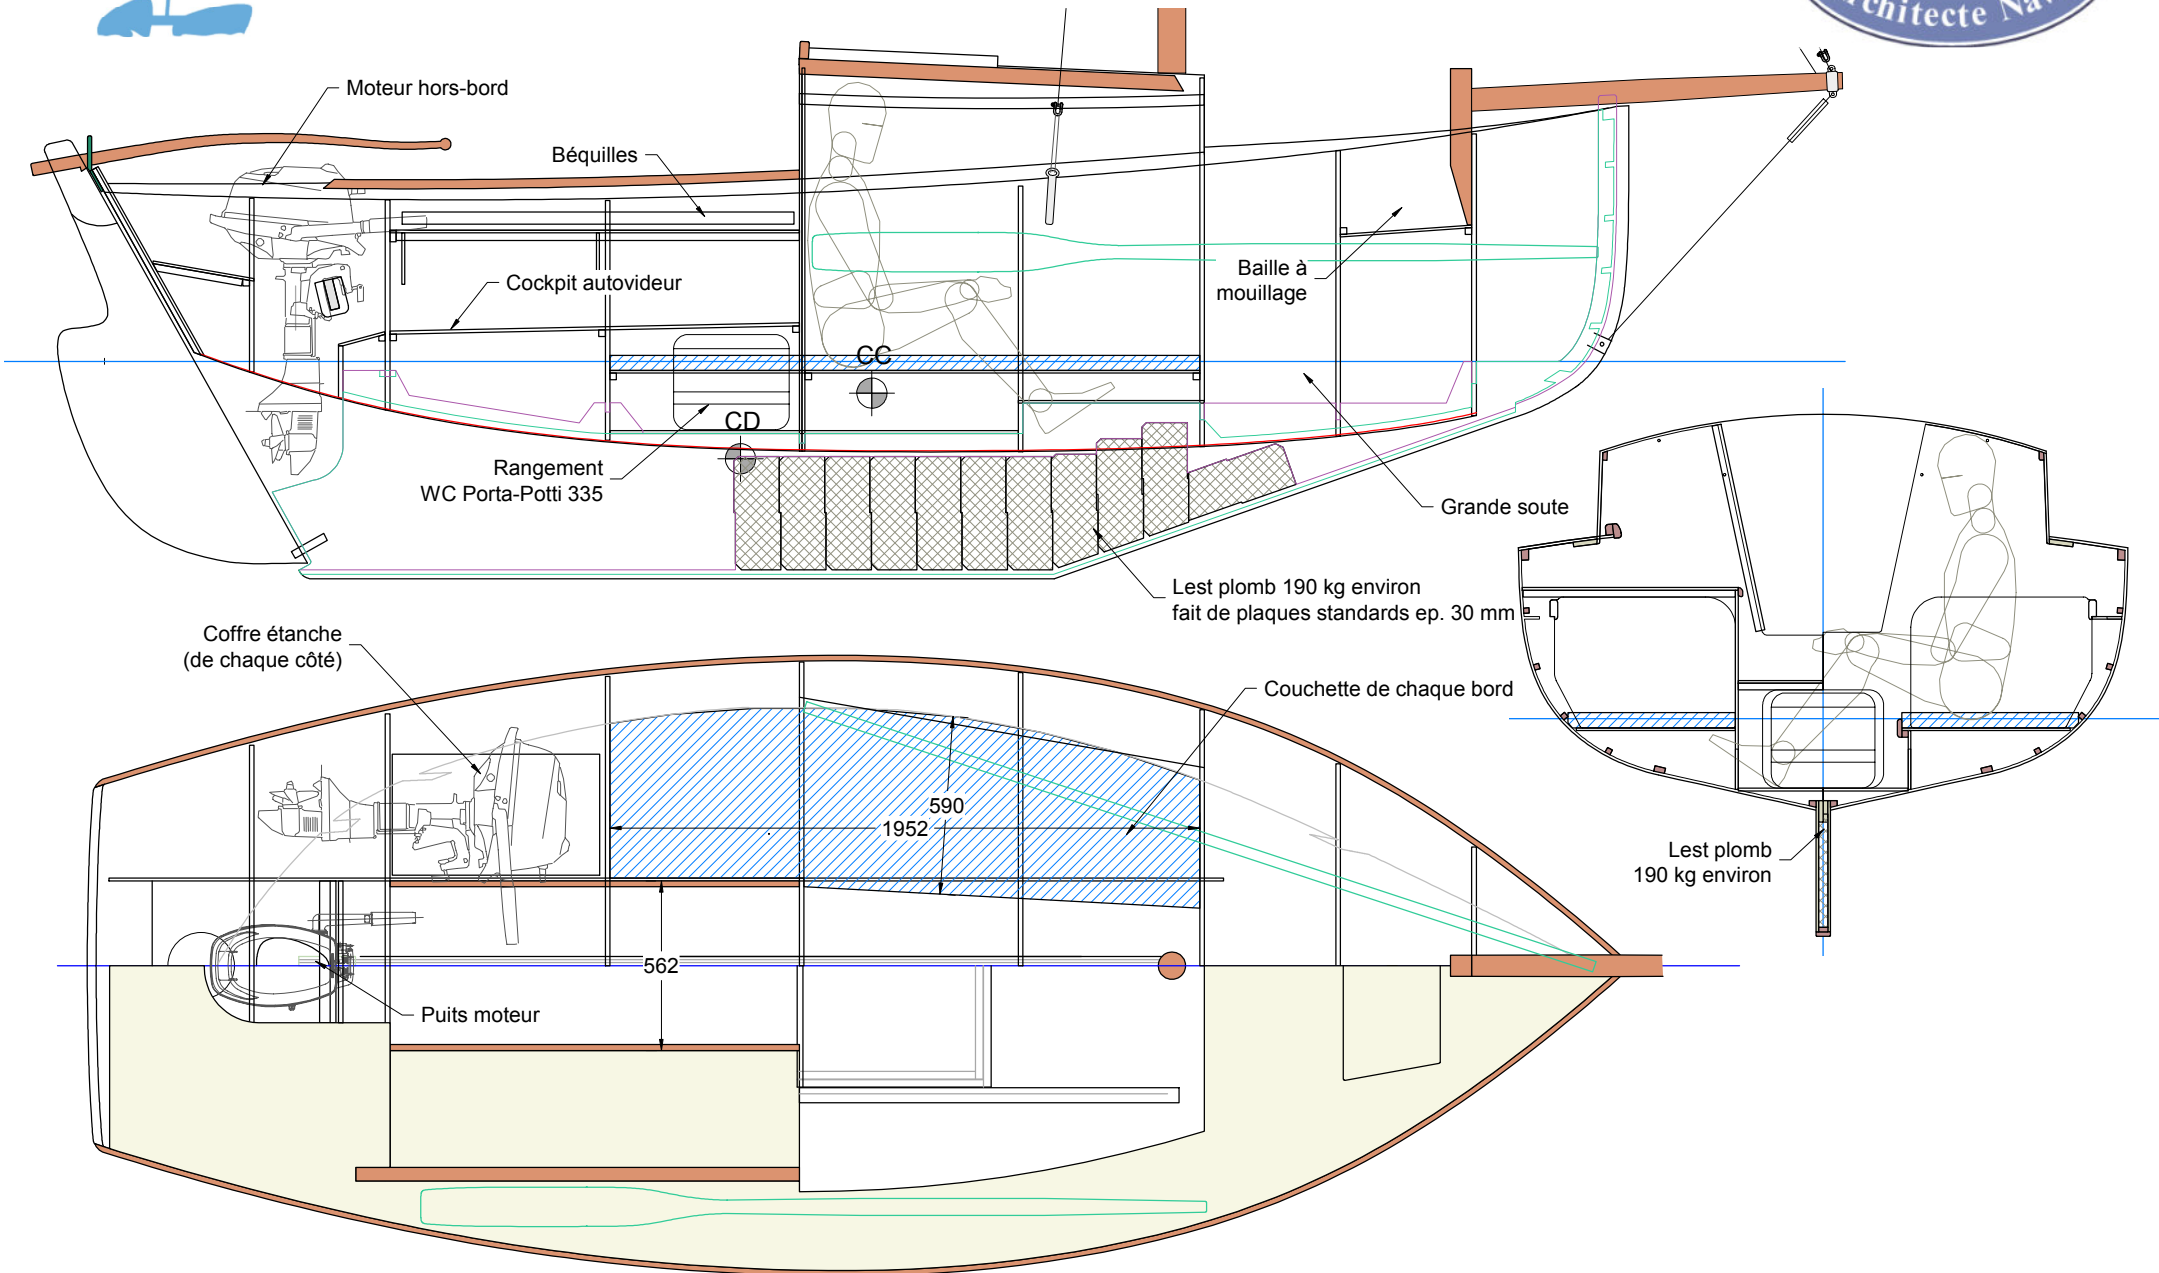 Architecte Nav
Moteur hors-bord
Béquilles
Cockpit autovideur
Baille à
mouillage
CC
CD
Rangement
WC Porta-Potti 335
Grande soute
Lest plomb 190 kg environ
fait de plaques standards ep. 30 mm
Coffre étanche
(de chaque côté)
Couchette de chaque bord
590
1952
Lest plomb
190 kg environ
562
Puits moteur